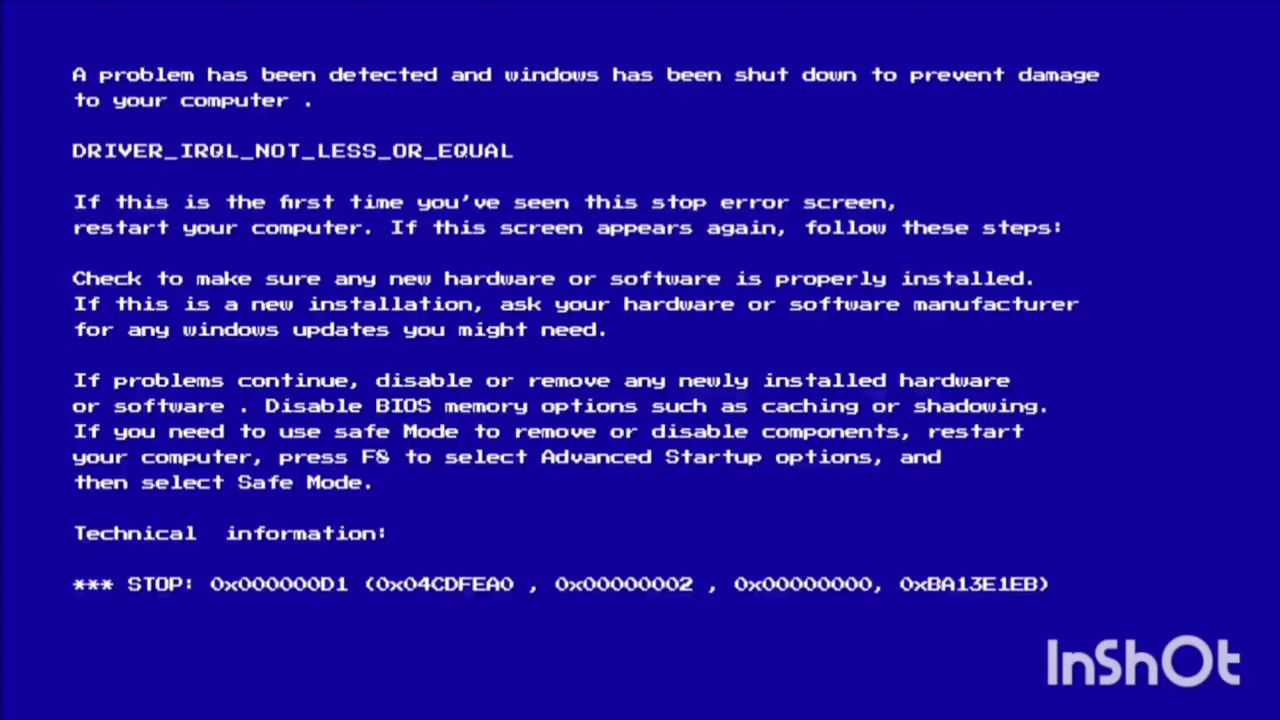 A problem has been detected and windows has been shut down to prevent damage
to your computer .
DRIVER_IRQL_NOT_LESS_OR_EQUAL
If this is the first time you've seen this stop error screen,
restart your computer. If this screen appears again, follow these steps:
Check to make sure any new hardware or software is properly installed.
If this is a new installation, ask your hardware or software manufacturer
for any windows updates you might need.
If problems continue, disable or remove any newly installed hardware
or software . Disable BIOS memory options such as caching or shadowing.
If you need to use safe Mode to remove or disable components, restart
your computer, press F& to select Advanced Startup options, and
then select Safe Mode.
Technical  information:
*** STOP: 0x000000D1 (0x04CDFEA0 , 0x00000002 , 0x00000000, 0xBA13E1EB)
InShOt